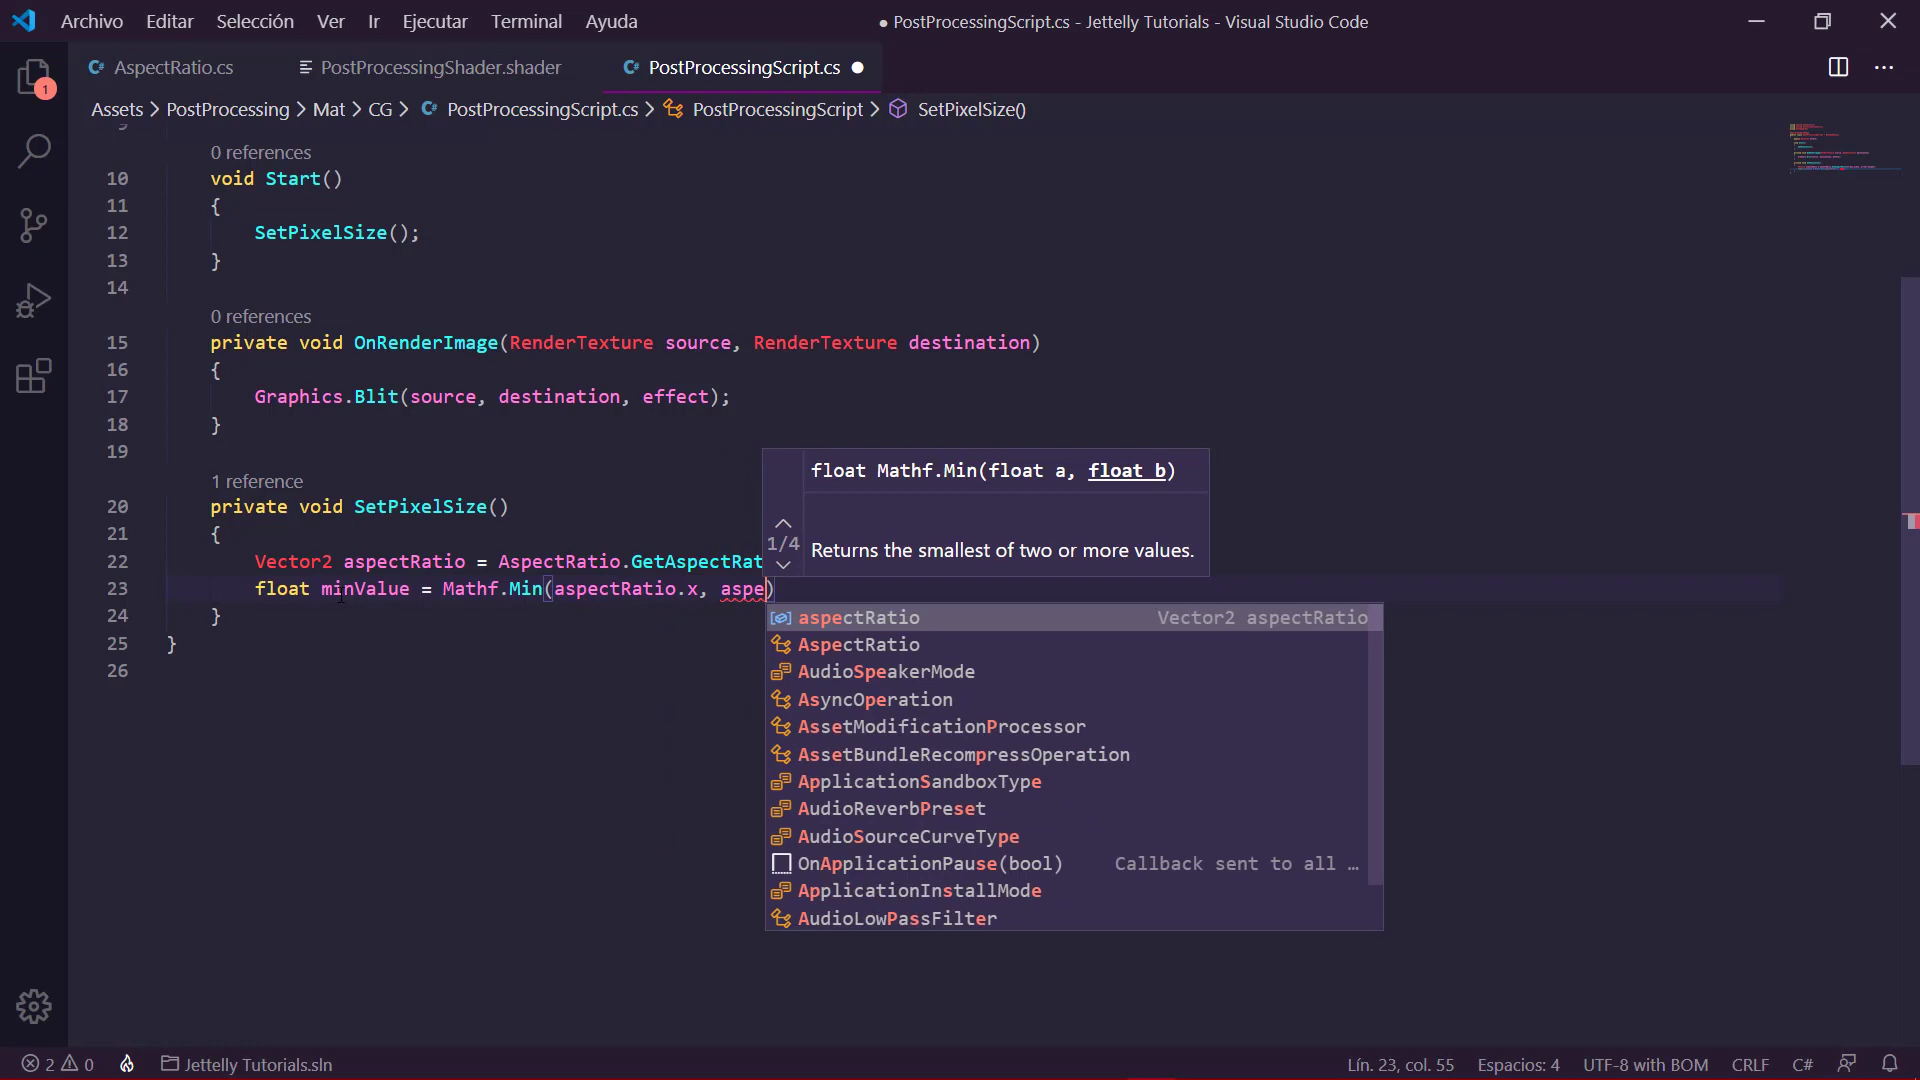 Archivo Editar Selección Ver Ir Ejecutar Terminal Ayuda ● PostProcessingScript.cs - Jettelly Tutorials - Visual Studio Code
AspectRatio.cs PostProcessingShader.shader PostProcessingScript.cs
1
Assets > PostProcessing > Mat > CG > PostProcessingScript.cs > PostProcessingScript > SetPixelSize()
9
0 references
10 void Start()
11 {
12 SetPixelSize();
13 }
14
0 references
15 private void OnRenderImage(RenderTexture source, RenderTexture destination)
16 {
17 Graphics.Blit(source, destination, effect);
18 }
19
float Mathf.Min(float a, float b)
1/4
Returns the smallest of two or more values.
1 reference
20 private void SetPixelSize()
21 {
22 Vector2 aspectRatio = AspectRatio.GetAspectRat
23 float minValue = Mathf.Min(aspectRatio.x, aspe)
24 }
25 }
26
aspectRatio Vector2 aspectRatio
AspectRatio
AudioSpeakerMode
AsyncOperation
AssetModificationProcessor
AssetBundleRecompressOperation
ApplicationSandboxType
AudioReverbPreset
AudioSourceCurveType
OnApplicationPause(bool) Callback sent to all …
ApplicationInstallMode
AudioLowPassFilter
2 0 Jettelly Tutorials.sln Lín. 23, col. 55 Espacios: 4 UTF-8 with BOM CRLF C#